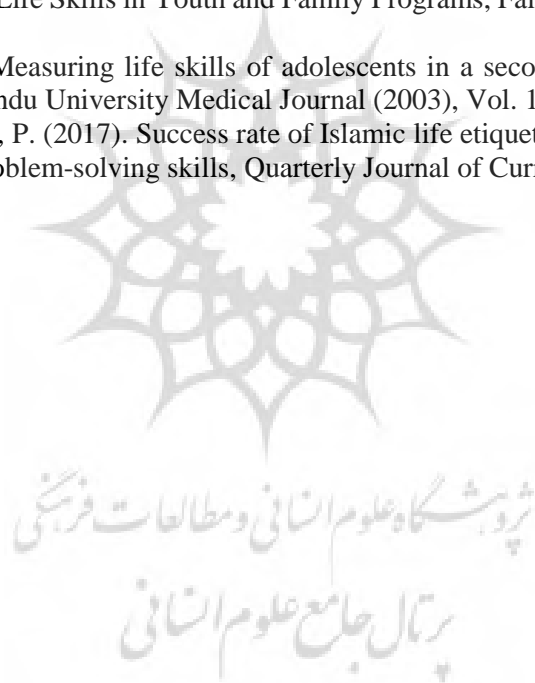 Life Skills in Youth and Family Programs, Fa
Measuring life skills of adolescents in a seco
ndu University Medical Journal (2003), Vol. 1
, P. (2017). Success rate of Islamic life etique
oblem-solving skills, Quarterly Journal of Curr
پژوهشگاه علوم انسانی و مطالعات فرهنگی
پرتال جامع علوم انسانی